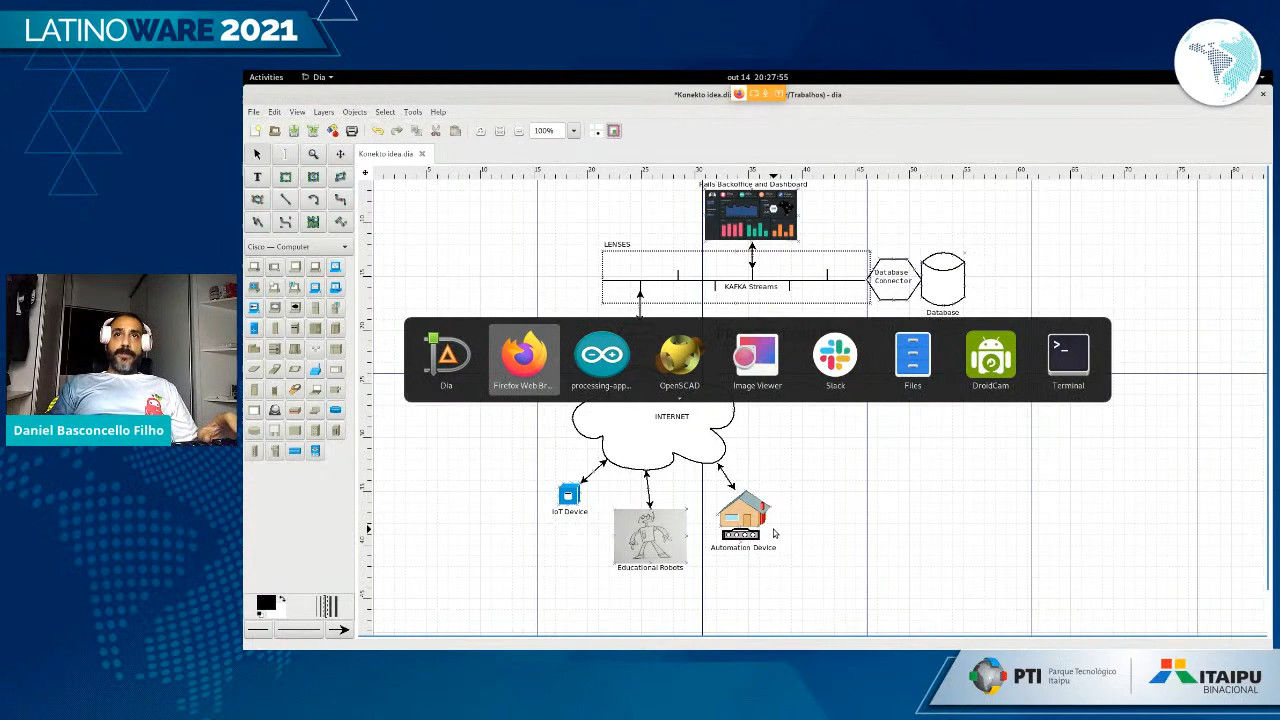 LATINOWARE 2021
Activities
Dia
out 14 20:27:55
*Konekto idea.di
/Trabalhos) - dia
File Edit View Layers Objects Select Tools Help
100%
Konekto idea.dia
Cisco — Computer
Rails Backoffice and Dashboard
LENSES
KAFKA Streams
Database
Connector
Database
Dia
Firefox Web Br...
processing-app...
OpenSCAD
Image Viewer
Slack
Files
DroidCam
Terminal
INTERNET
IoT Device
Educational Robots
Automation Device
Daniel Basconcello Filho
PTI
Parque Tecnológico
Itaipu
ITAIPU
BINACIONAL